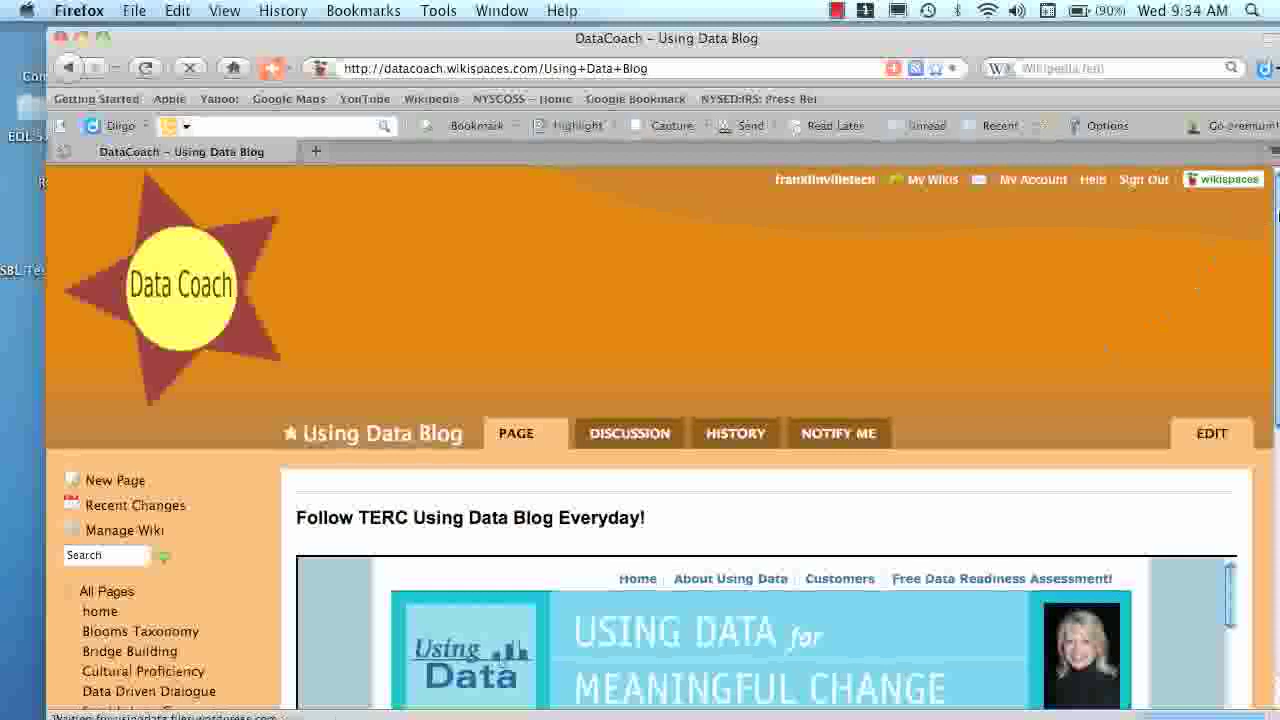 Firefox File Edit View History Bookmarks Tools Window Help (90%) Wed 9:34 AM
DataCoach – Using Data Blog
http://datacoach.wikispaces.com/Using+Data+Blog Wikipedia (en)
Getting Started Apple Yahoo! Google Maps YouTube Wikipedia NYSCOSS – Home Google Bookmark NYSED:IRS: Press Rel
Diigo Bookmark Highlight Capture Send Read Later Unread Recent Options Go premium!
DataCoach – Using Data Blog +
franklinvilletech My Wikis My Account Help Sign Out wikispaces
Data Coach
Using Data Blog PAGE DISCUSSION HISTORY NOTIFY ME EDIT
New Page
Recent Changes
Manage Wiki
Search
All Pages
home
Blooms Taxonomy
Bridge Building
Cultural Proficiency
Data Driven Dialogue
Follow TERC Using Data Blog Everyday!
Home About Using Data Customers Free Data Readiness Assessment!
Using
Data
USING DATA for
MEANINGFUL CHANGE